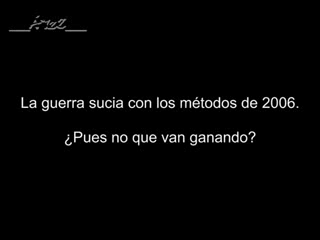 La guerra sucia con los métodos de 2006.
¿Pues no que van ganando?